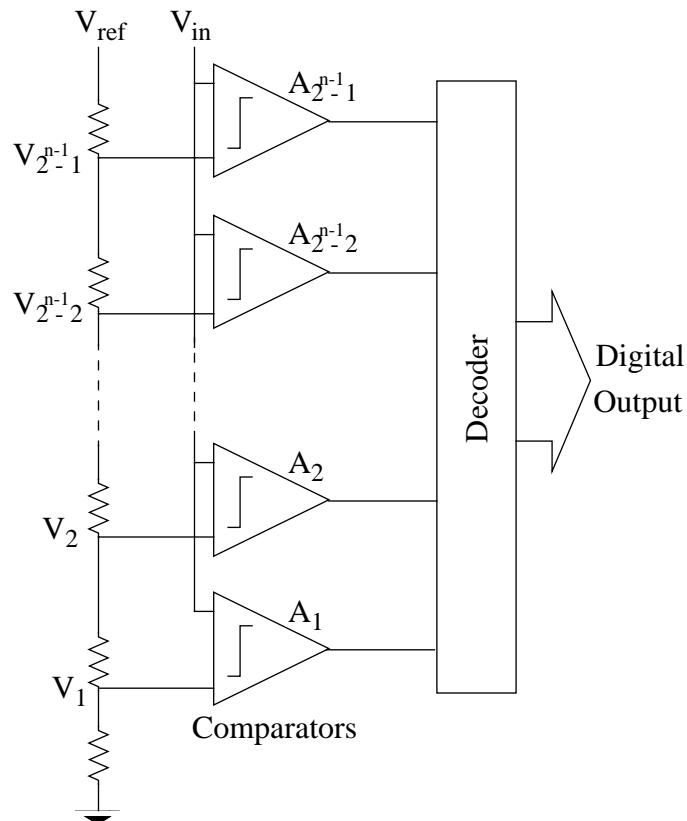 V_ref V_in
A_2^{n-1}-1
V_2^{n-1}-1
A_2^{n-1}-2
V_2^{n-1}-2
Digital
Output
Decoder
A_2
V_2
A_1
V_1
Comparators